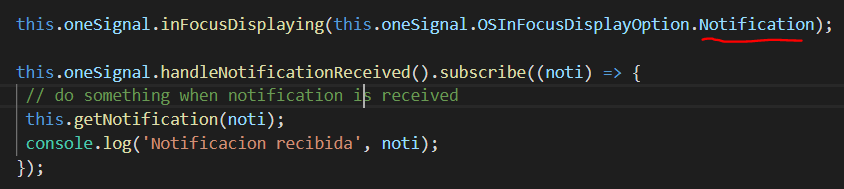 this.oneSignal.inFocusDisplaying(this.oneSignal.OSInFocusDisplayOption.Notification);
this.oneSignal.handleNotificationReceived().subscribe((noti) => {
// do something when notification is received
this.getNotification(noti);
console.log('Notificacion recibida', noti);
});